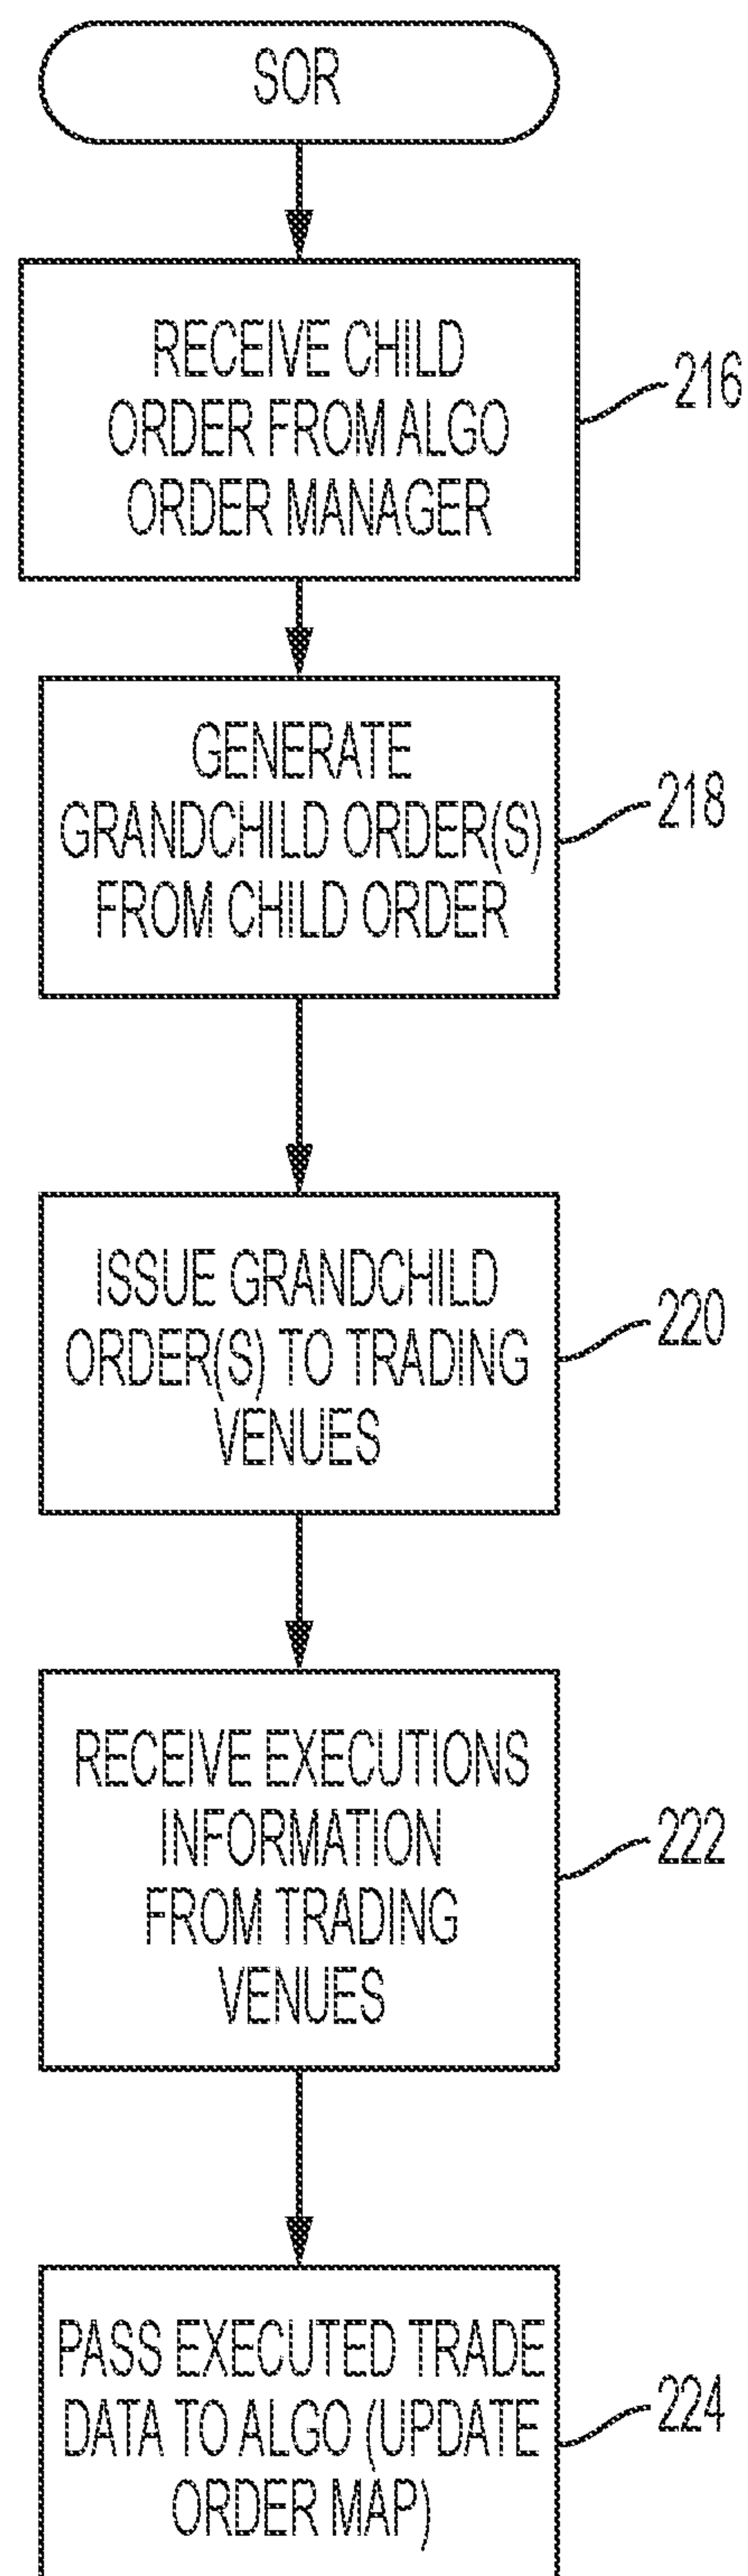 SOR
RECEIVE CHILD
ORDER FROM ALGO
ORDER MANAGER
216
GENERATE
GRANDCHILD ORDER(S)
FROM CHILD ORDER
218
ISSUE GRANDCHILD
ORDER(S) TO TRADING
VENUES
220
RECEIVE EXECUTIONS
INFORMATION
FROM TRADING
VENUES
222
PASS EXECUTED TRADE
DATA TO ALGO (UPDATE
ORDER MAP)
224